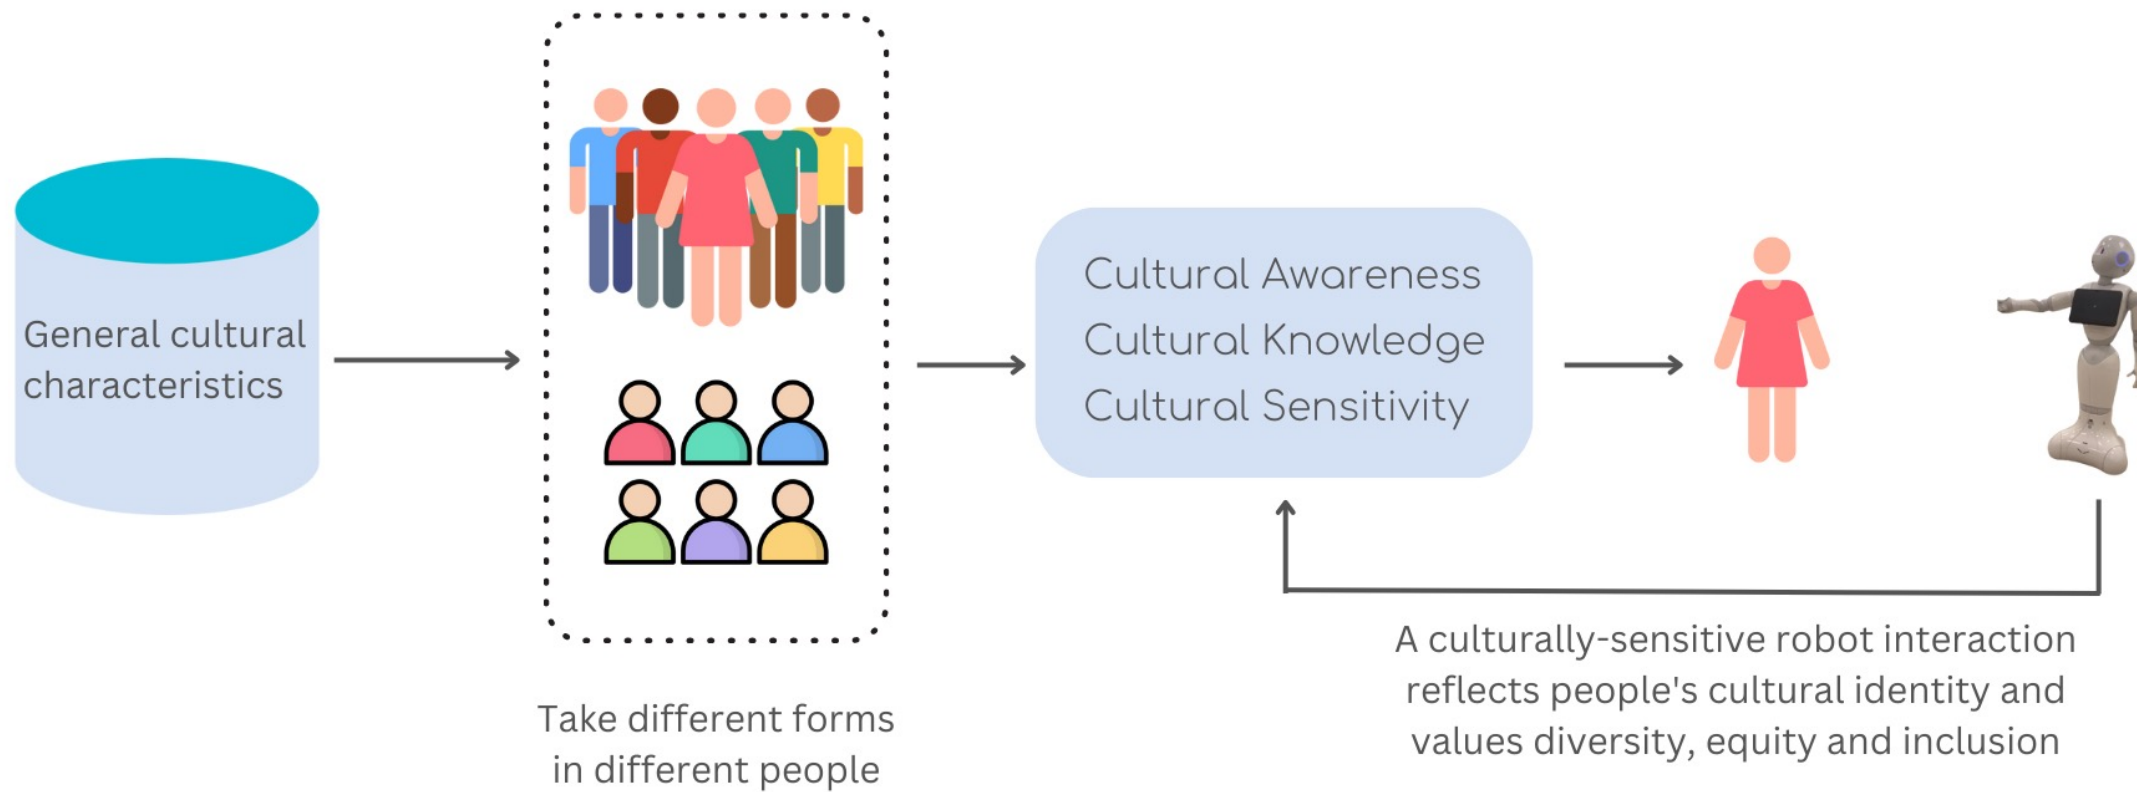 General cultural
characteristics
Take different forms
in different people
Cultural Awareness
Cultural Knowledge
Cultural Sensitivity
A culturally-sensitive robot interaction
reflects people's cultural identity and
values diversity, equity and inclusion